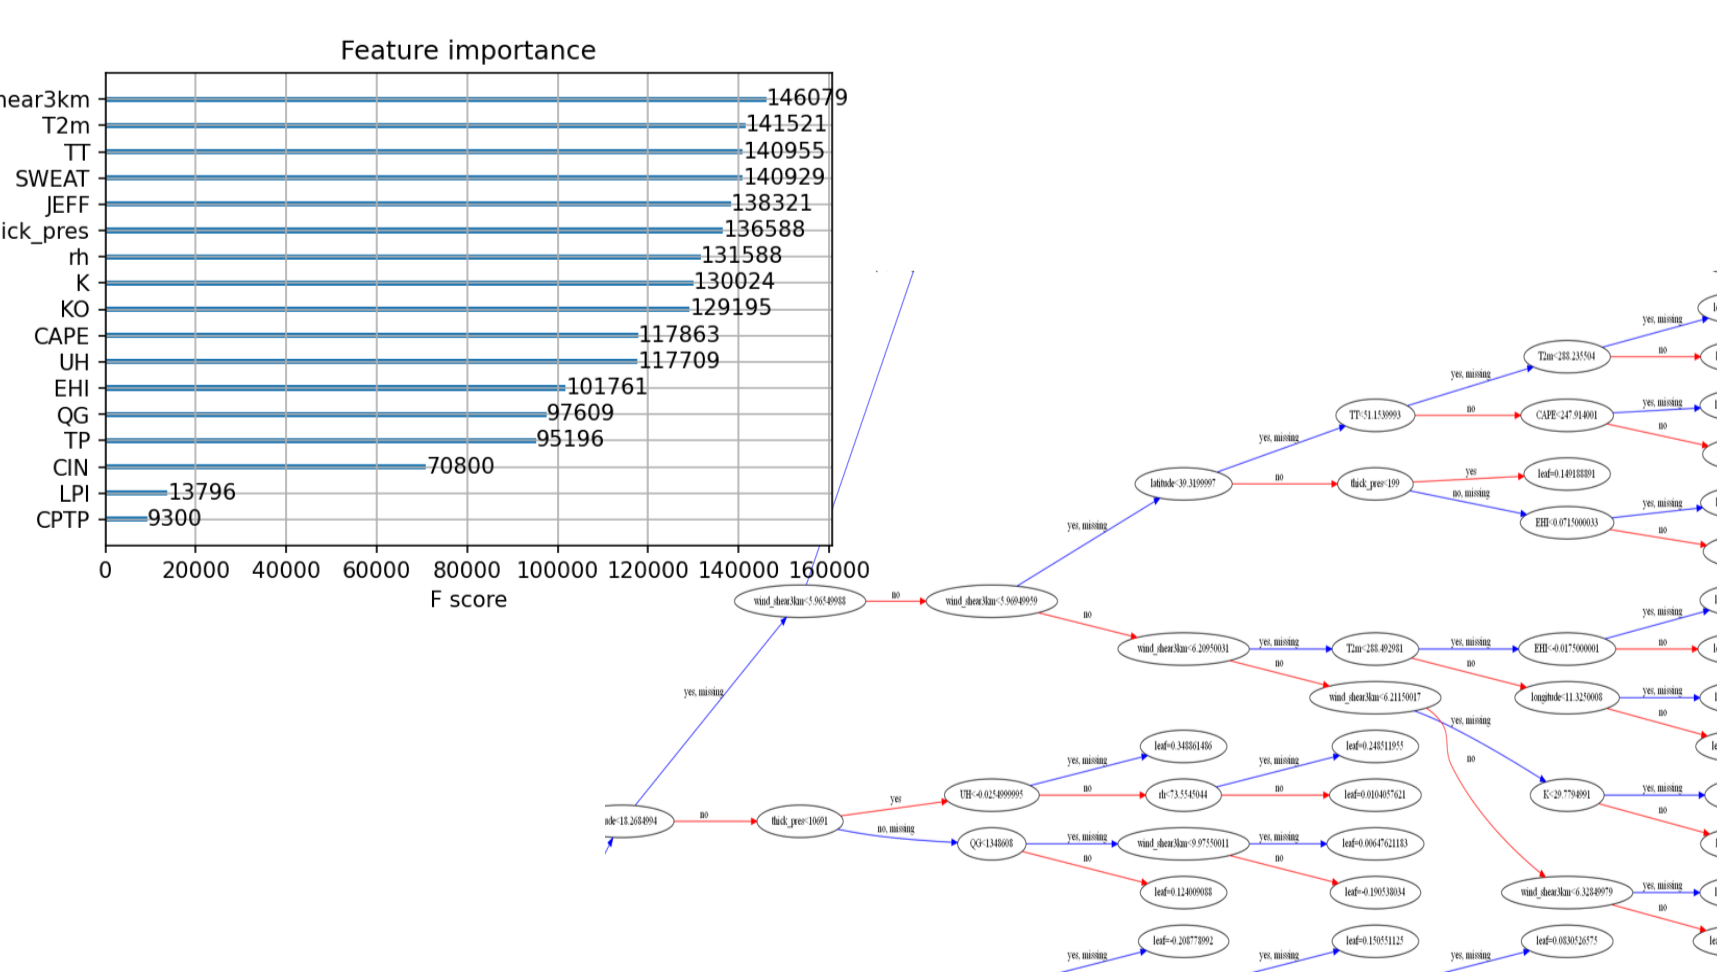 Feature importance
hear3km 146079
T2m 141521
TT 140955
SWEAT 140929
JEFF 138321
ick_pres 136588
rh 131588
K 130024
KO 129195
CAPE 117863
UH 117709
EHI 101761
QG 97609
TP 95196
CIN 70800
LPI 13796
CPTP 9300
0 20000 40000 60000 80000 100000 120000 140000 160000
F score
yes, missing
T2m<288.235504
no
yes, missing
TT<51.1539993
no
CAPE<247.914001
yes, missing
no
yes, missing
latitude<39.3199997
no
thick_pres<199
yes
leaf=0.149188891
no, missing
EHI<0.0715000033
yes, missing
no
yes, missing
wind_shear3km<5.96549988
no
wind_shear3km<5.96949959
no
wind_shear3km<6.20950031
yes, missing
T2m<288.492981
yes, missing
EHI<-0.0175000001
yes, missing
no
no
wind_shear3km<6.21150017
no
longitude<11.3250008
yes, missing
no
yes, missing
yes, missing
no
K<29.7794991
yes, missing
no
leaf=0.348861486
leaf=0.248511955
yes, missing
yes, missing
UH<-0.0254999995
no
rh<73.5545044
no
leaf=0.0104057621
ude<18.2684994
no
thick_pres<10691
yes
no, missing
QG<1348608
yes, missing
wind_shear3km<9.97550011
yes, missing
leaf=0.00647621183
no
no
leaf=0.124009088
leaf=-0.190538034
wind_shear3km<6.32849979
yes, missing
no
leaf=-0.208778992
leaf=0.150551125
leaf=0.0830526575
yes, missing
yes, missing
yes, missing